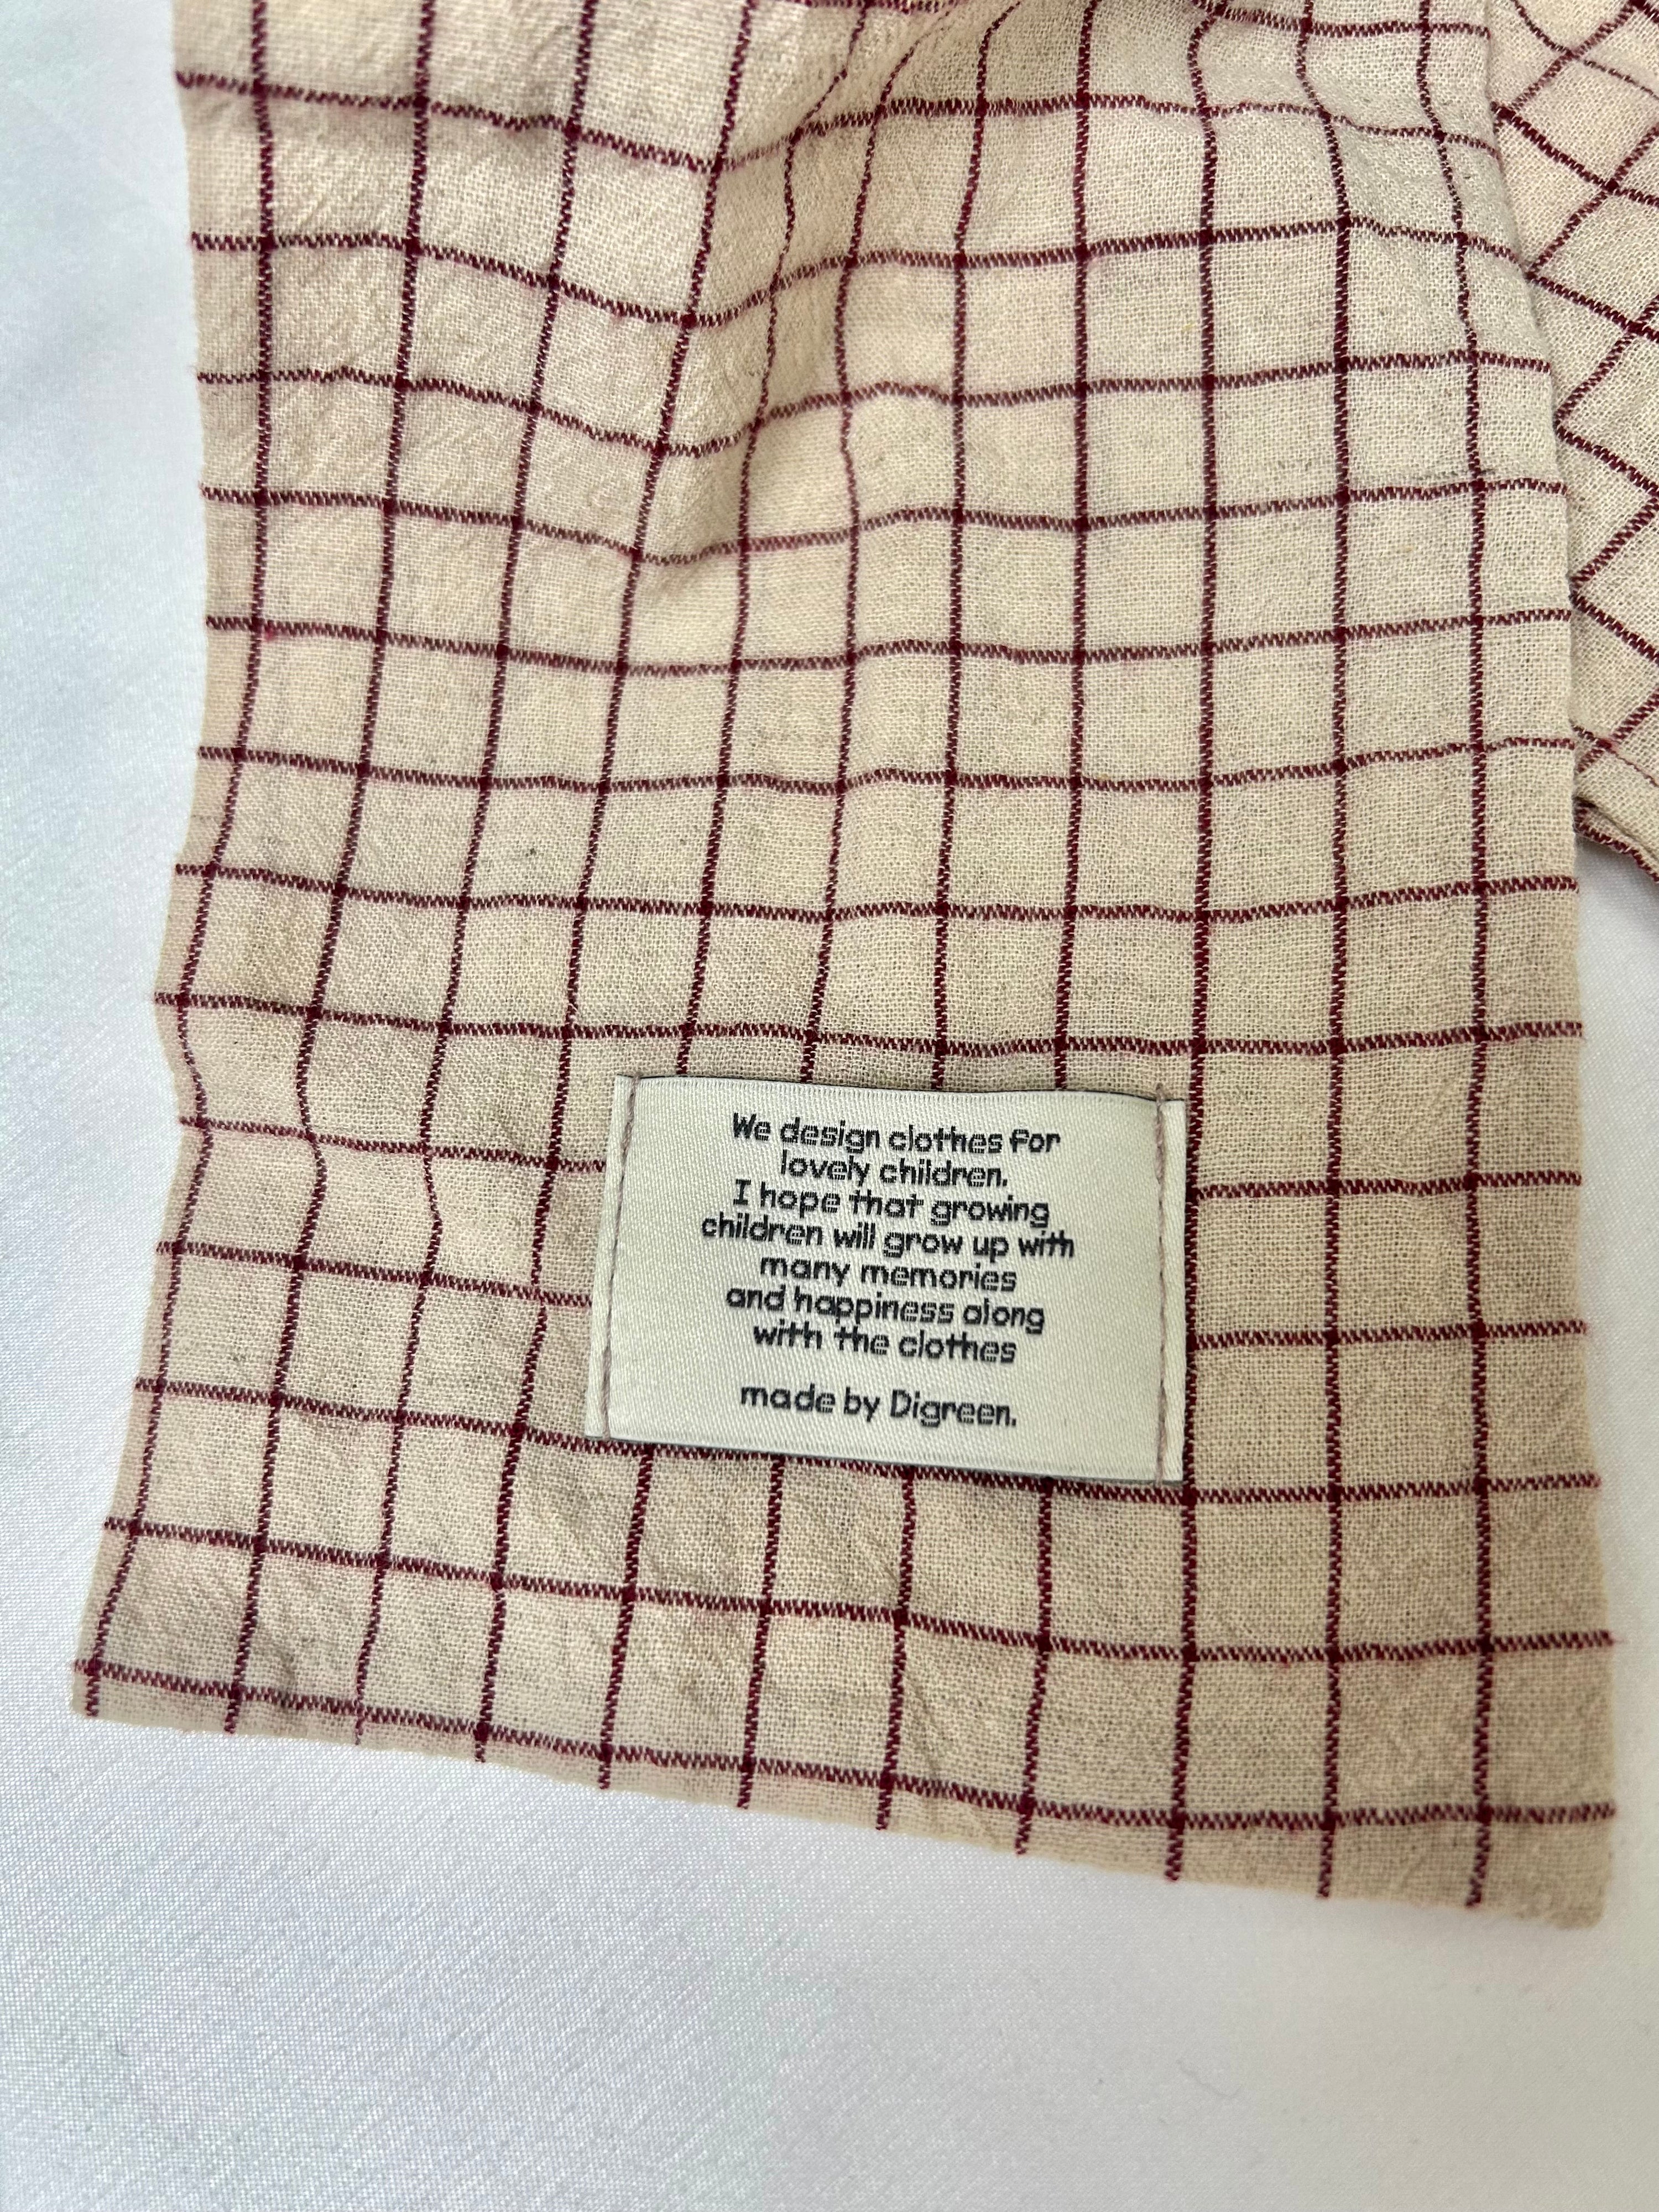 We design clothes for
lovely children.
I hope that growing
children will grow up with
many memories
and happiness along
with the clothes
made by Digreen.